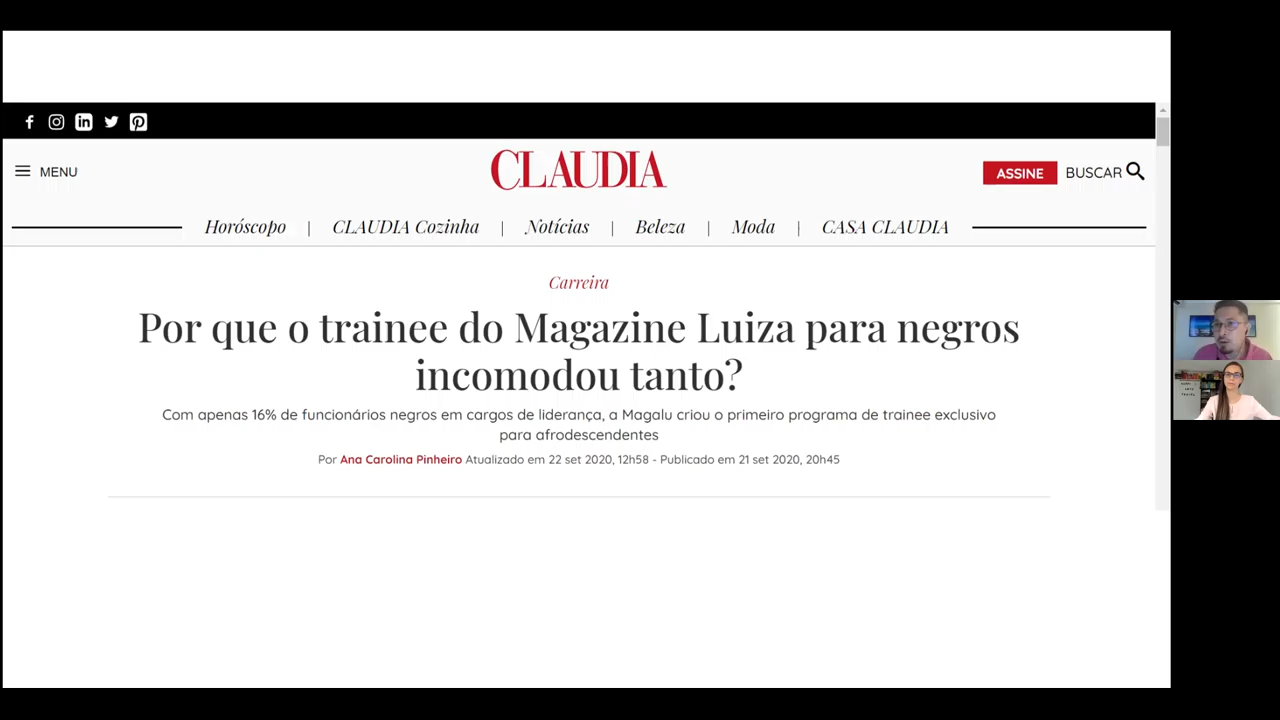 MENU
CLAUDIA
ASSINE
BUSCAR
Horóscopo | CLAUDIA Cozinha | Notícias | Beleza | Moda | CASA CLAUDIA
Carreira
Por que o trainee do Magazine Luiza para negros
incomodou tanto?
Com apenas 16% de funcionários negros em cargos de liderança, a Magalu criou o primeiro programa de trainee exclusivo
para afrodescendentes
Por Ana Carolina Pinheiro Atualizado em 22 set 2020, 12h58 - Publicado em 21 set 2020, 20h45